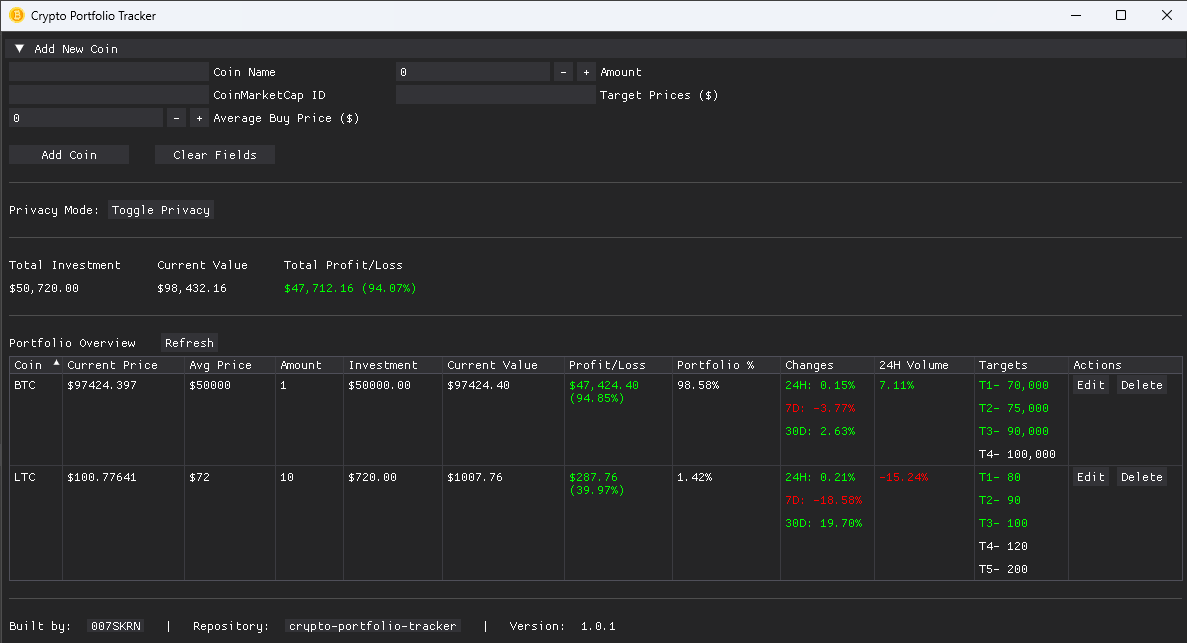 Crypto Portfolio Tracker
Add New Coin
Coin Name 0 - + Amount
CoinMarketCap ID Target Prices ($)
0 - + Average Buy Price ($)
Add Coin Clear Fields
Privacy Mode: Toggle Privacy
Total Investment Current Value Total Profit/Loss
$50,720.00 $98,432.16 $47,712.16 (94.07%)
Portfolio Overview Refresh
Coin Current Price Avg Price Amount Investment Current Value Profit/Loss Portfolio % Changes 24H Volume Targets Actions
BTC $97424.397 $50000 1 $50000.00 $97424.40 $47,424.40 98.58% 24H: 0.15% 7.11% T1- 70,000 Edit Delete
(94.85%)
7D: -3.77% T2- 75,000
30D: 2.63% T3- 90,000
T4- 100,000
LTC $100.77641 $72 10 $720.00 $1007.76 $287.76 1.42% 24H: 0.21% -15.24% T1- 80 Edit Delete
(39.97%)
7D: -18.58% T2- 90
30D: 19.70% T3- 100
T4- 120
T5- 200
Built by: 007SKRN | Repository: crypto-portfolio-tracker | Version: 1.0.1